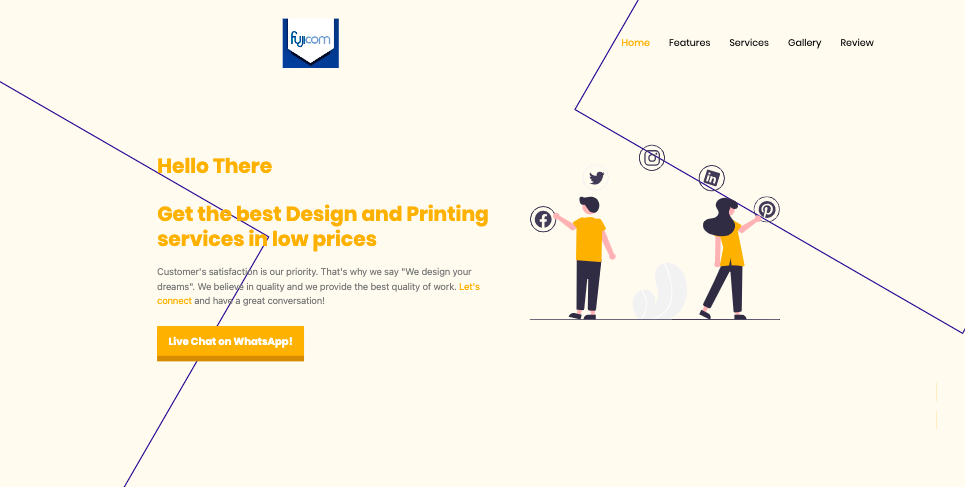 fujicom
Home Features Services Gallery Review
Hello There
Get the best Design and Printing
services in low prices
Customer's satisfaction is our priority. That's why we say "We design your
dreams". We believe in quality and we provide the best quality of work. Let's
connect and have a great conversation!
Live Chat on WhatsApp!